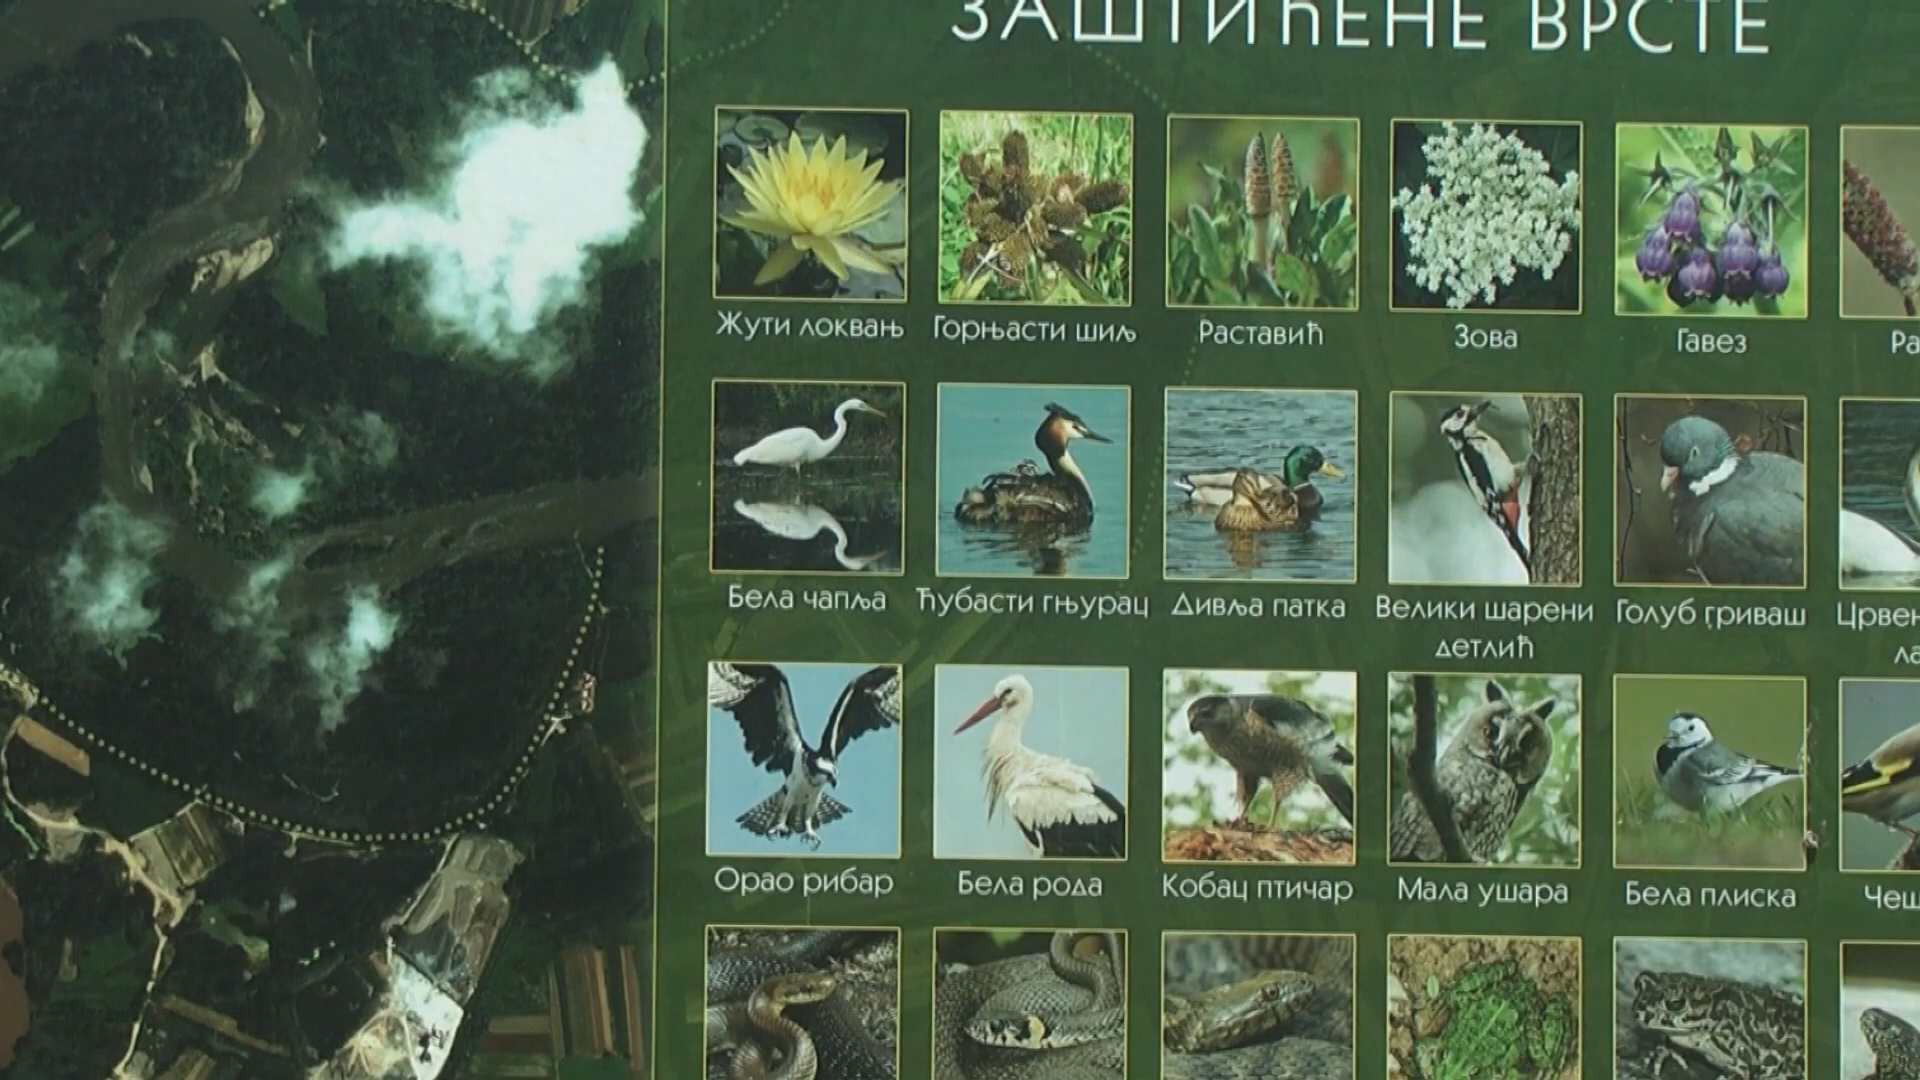 ЗАШТИЋЕНЕ ВРСТЕ
Жути локвањ
Горњасти шиљ
Раставић
Зова
Гавез
Бела чапља
Ћубасти гњурац
Дивља патка
Велики шарени
детлић
Голуб гриваш
Орао рибар
Бела рода
Кобац птичар
Мала ушара
Бела плиска